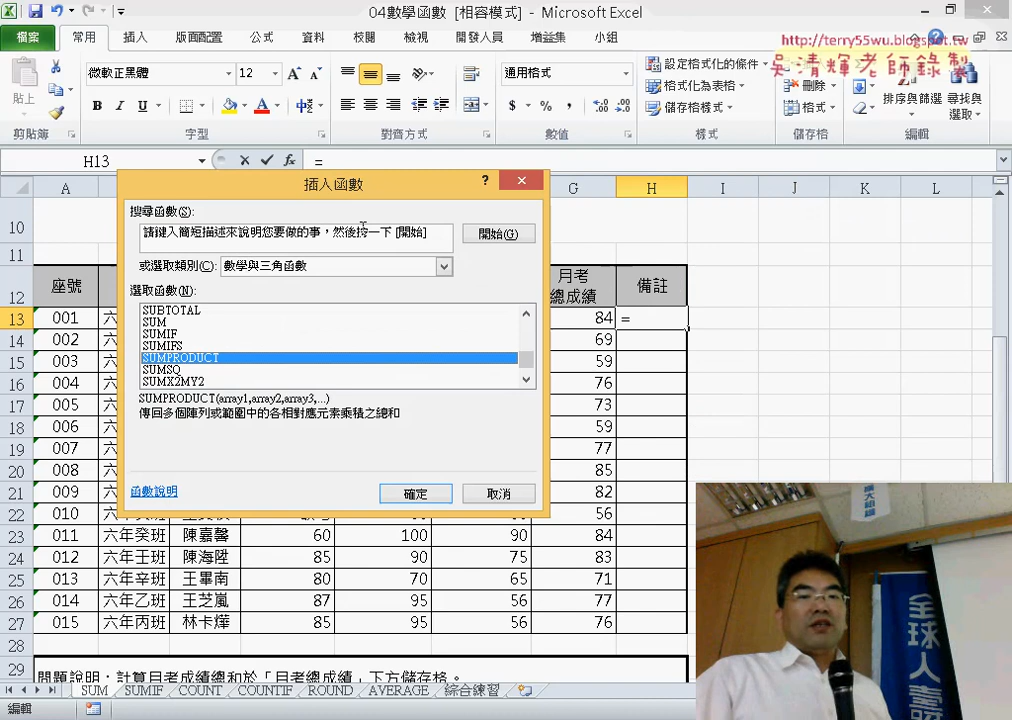 04數學函數 [相容模式] - Microsoft Excel
檔案 常用 插入 版面配置 公式 資料 校閱 檢視 開發人員 增益集 小組
http://terry55wu.blogspot.tw
吳清輝老師錄製
微軟正黑體 12 通用格式 設定格式化的條件
格式化為表格 刪除
貼上 B I U $ % , 儲存格樣式 格式 排序與篩選 尋找與選取
剪貼簿 字型 對齊方式 數值 樣式 儲存格 編輯
H13 fx =
A G H I J K L
插入函數
搜尋函數(S):
請鍵入簡短描述來說明您要做的事，然後按一下 [開始]
開始(G)
或選取類別(C): 數學與三角函數
選取函數(N):
SUBTOTAL
SUM
SUMIF
SUMIFS
SUMPRODUCT
SUMSQ
SUMX2MY2
SUMPRODUCT(array1,array2,array3,...)
傳回多個陣列或範圍中的各相對應元素乘積之總和
函數說明 確定 取消
10
11
12 座號 月考總成績 備註
13 001 84 =
14 002 69
15 003 59
16 004 76
17 005 73
18 006 59
19 007 77
20 008 85
21 009 82
22 010 56
23 011 六年癸班 陳嘉馨 60 100 90 84
24 012 六年壬班 陳海陞 85 90 75 83
25 013 六年辛班 王畢南 80 70 65 71
26 014 六年乙班 王芝嵐 87 95 56 77
27 015 六年丙班 林卡燁 85 95 56 76
28
29 問題說明：計算月考成績總和於「月考總成績」下方儲存格。
SUM SUMIF COUNT COUNTIF ROUND AVERAGE 綜合練習
編輯
全球人壽